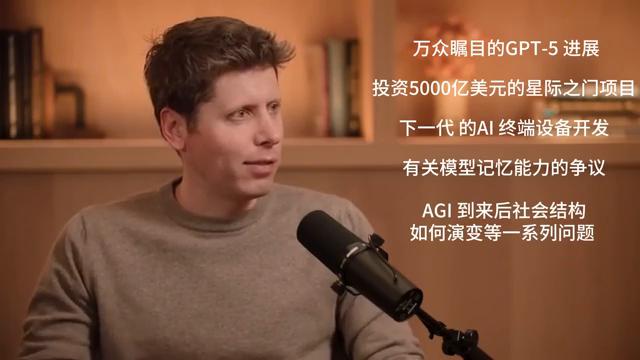 万众瞩目的GPT-5 进展
投资5000亿美元的星际之门项目
下一代 的AI 终端设备开发
有关模型记忆能力的争议
AGI 到来后社会结构
如何演变等一系列问题